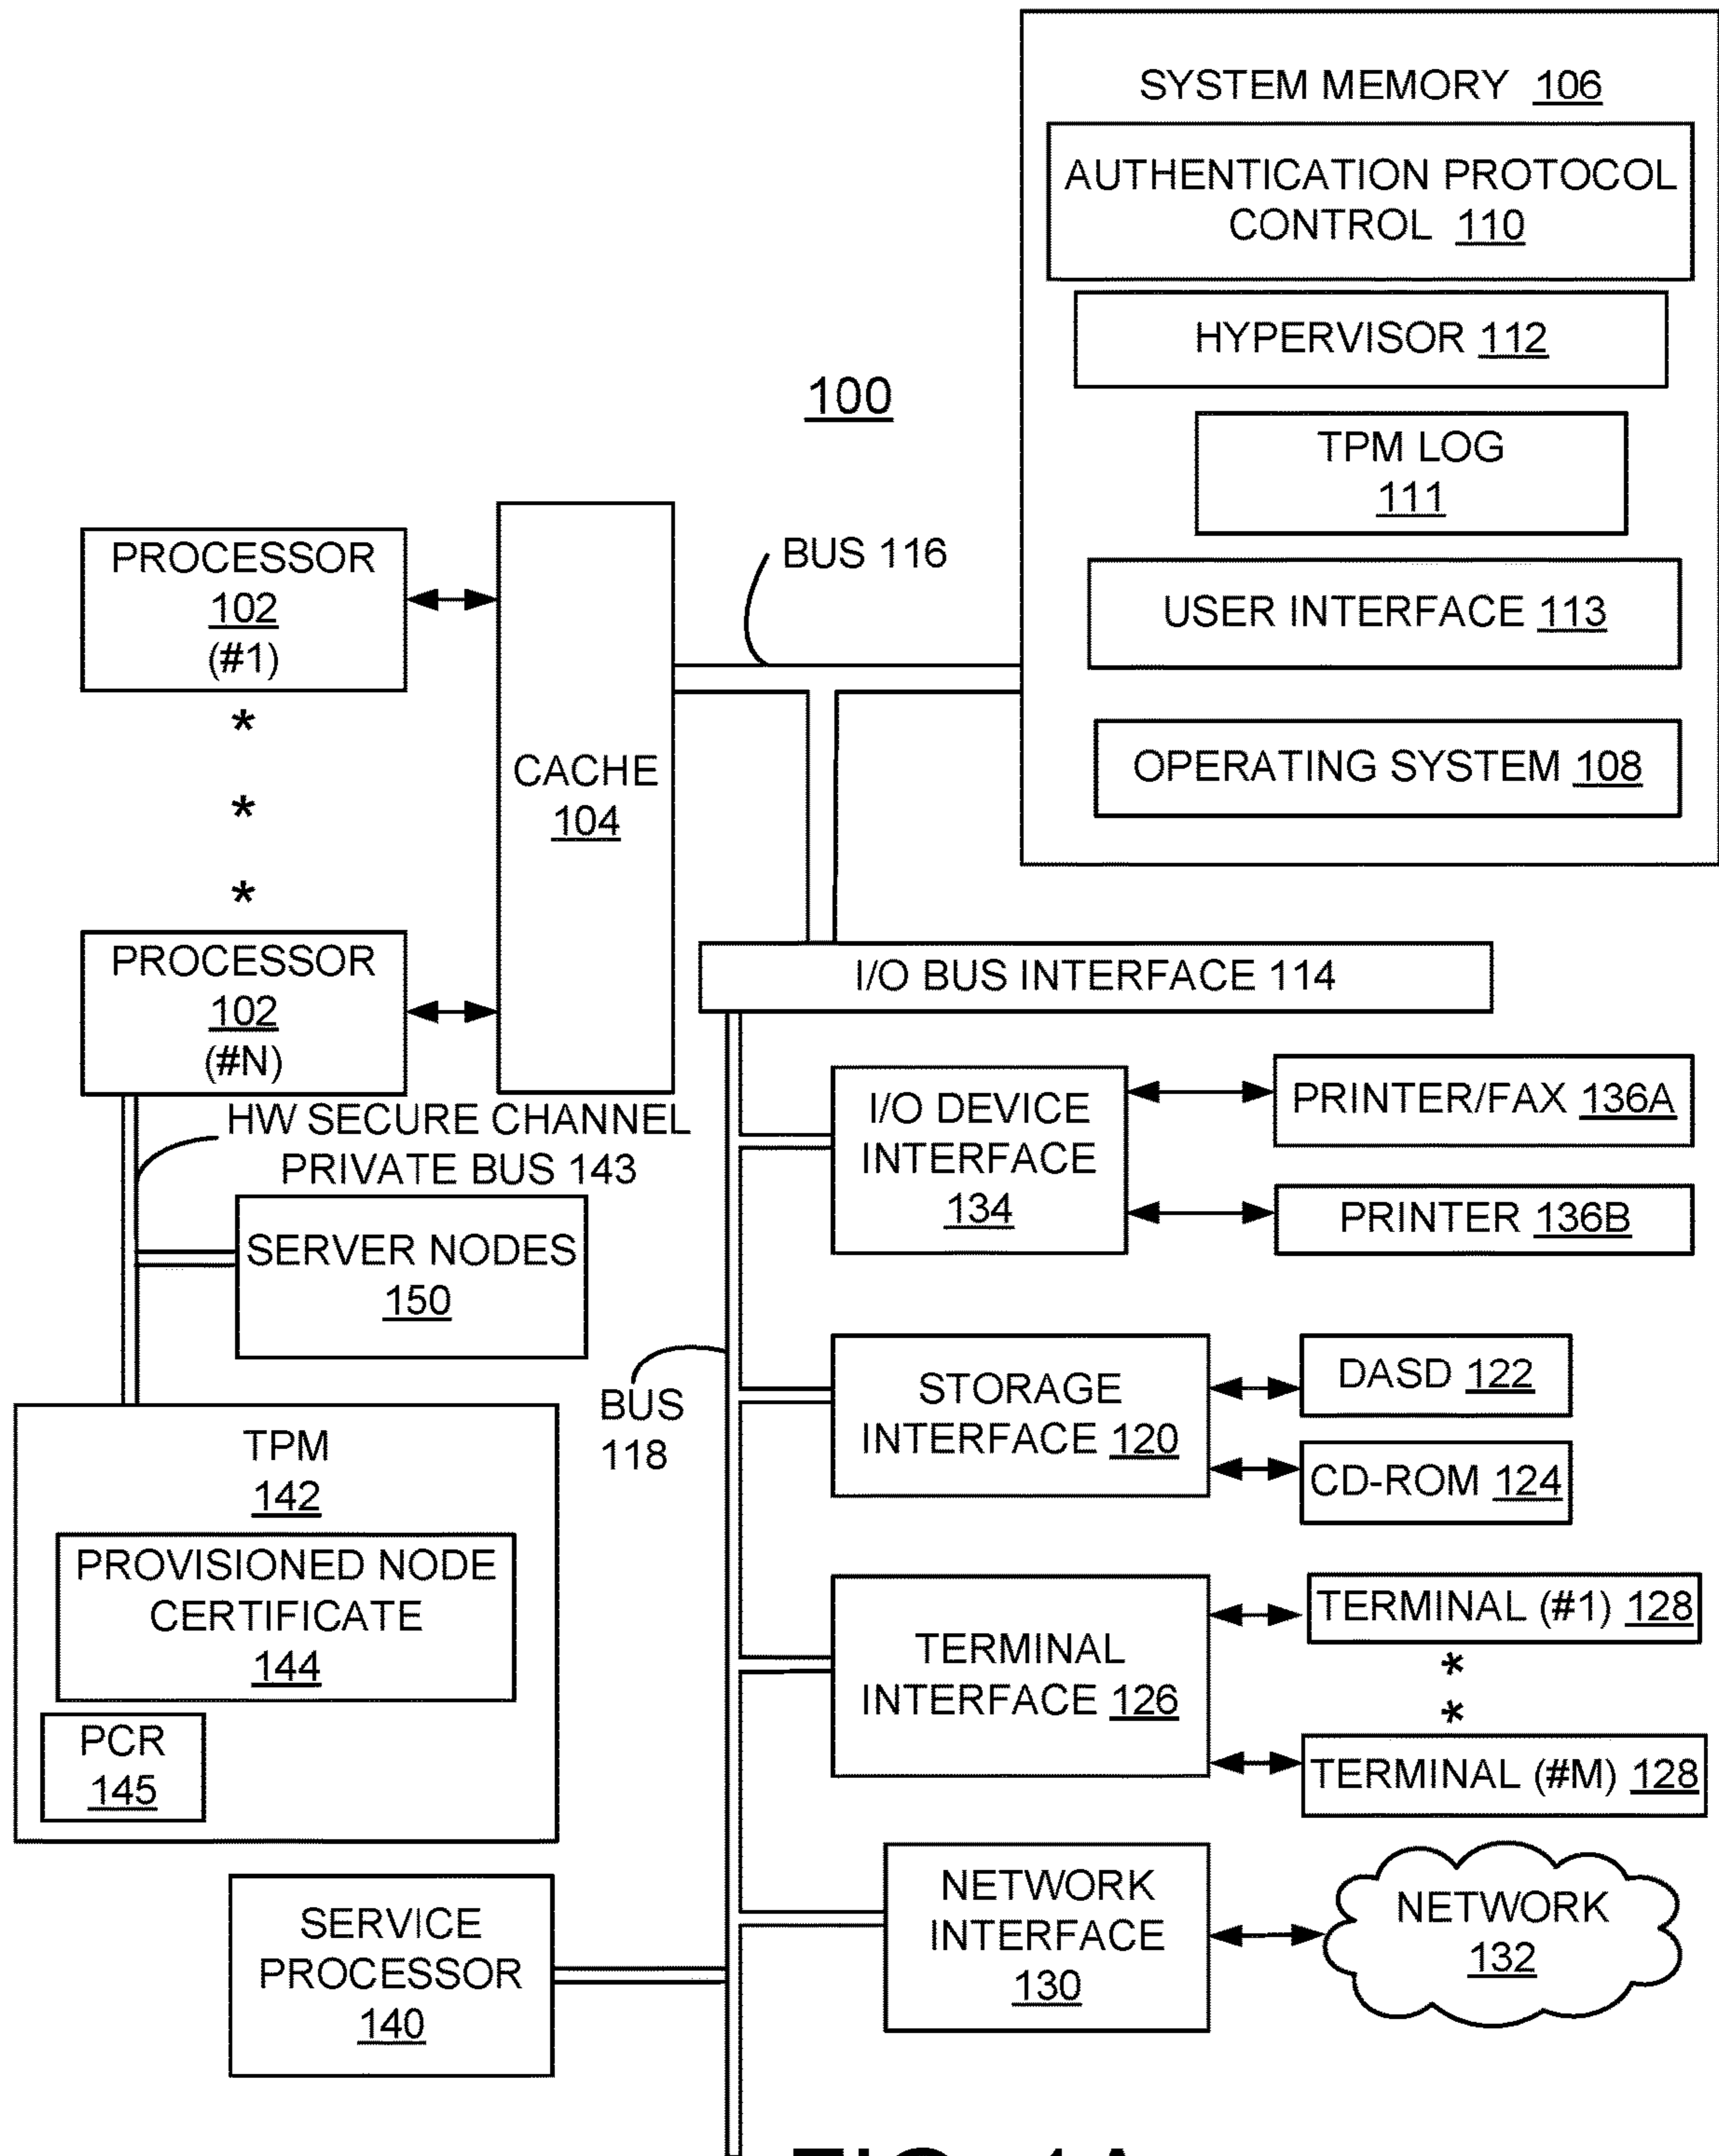 SYSTEM MEMORY 106
AUTHENTICATION PROTOCOL
CONTROL 110
HYPERVISOR 112
100
TPM LOG
111
BUS 116
USER INTERFACE 113
OPERATING SYSTEM 108
PROCESSOR
102
(#1)
*
*
*
CACHE
104
PROCESSOR
102
(#N)
I/O BUS INTERFACE 114
HW SECURE CHANNEL
PRIVATE BUS 143
I/O DEVICE
INTERFACE
134
PRINTER/FAX 136A
PRINTER 136B
SERVER NODES
150
BUS
118
STORAGE
INTERFACE 120
DASD 122
CD-ROM 124
TPM
142
PROVISIONED NODE
CERTIFICATE
144
PCR
145
TERMINAL
INTERFACE 126
TERMINAL (#1) 128
*
*
TERMINAL (#M) 128
SERVICE
PROCESSOR
140
NETWORK
INTERFACE
130
NETWORK
132